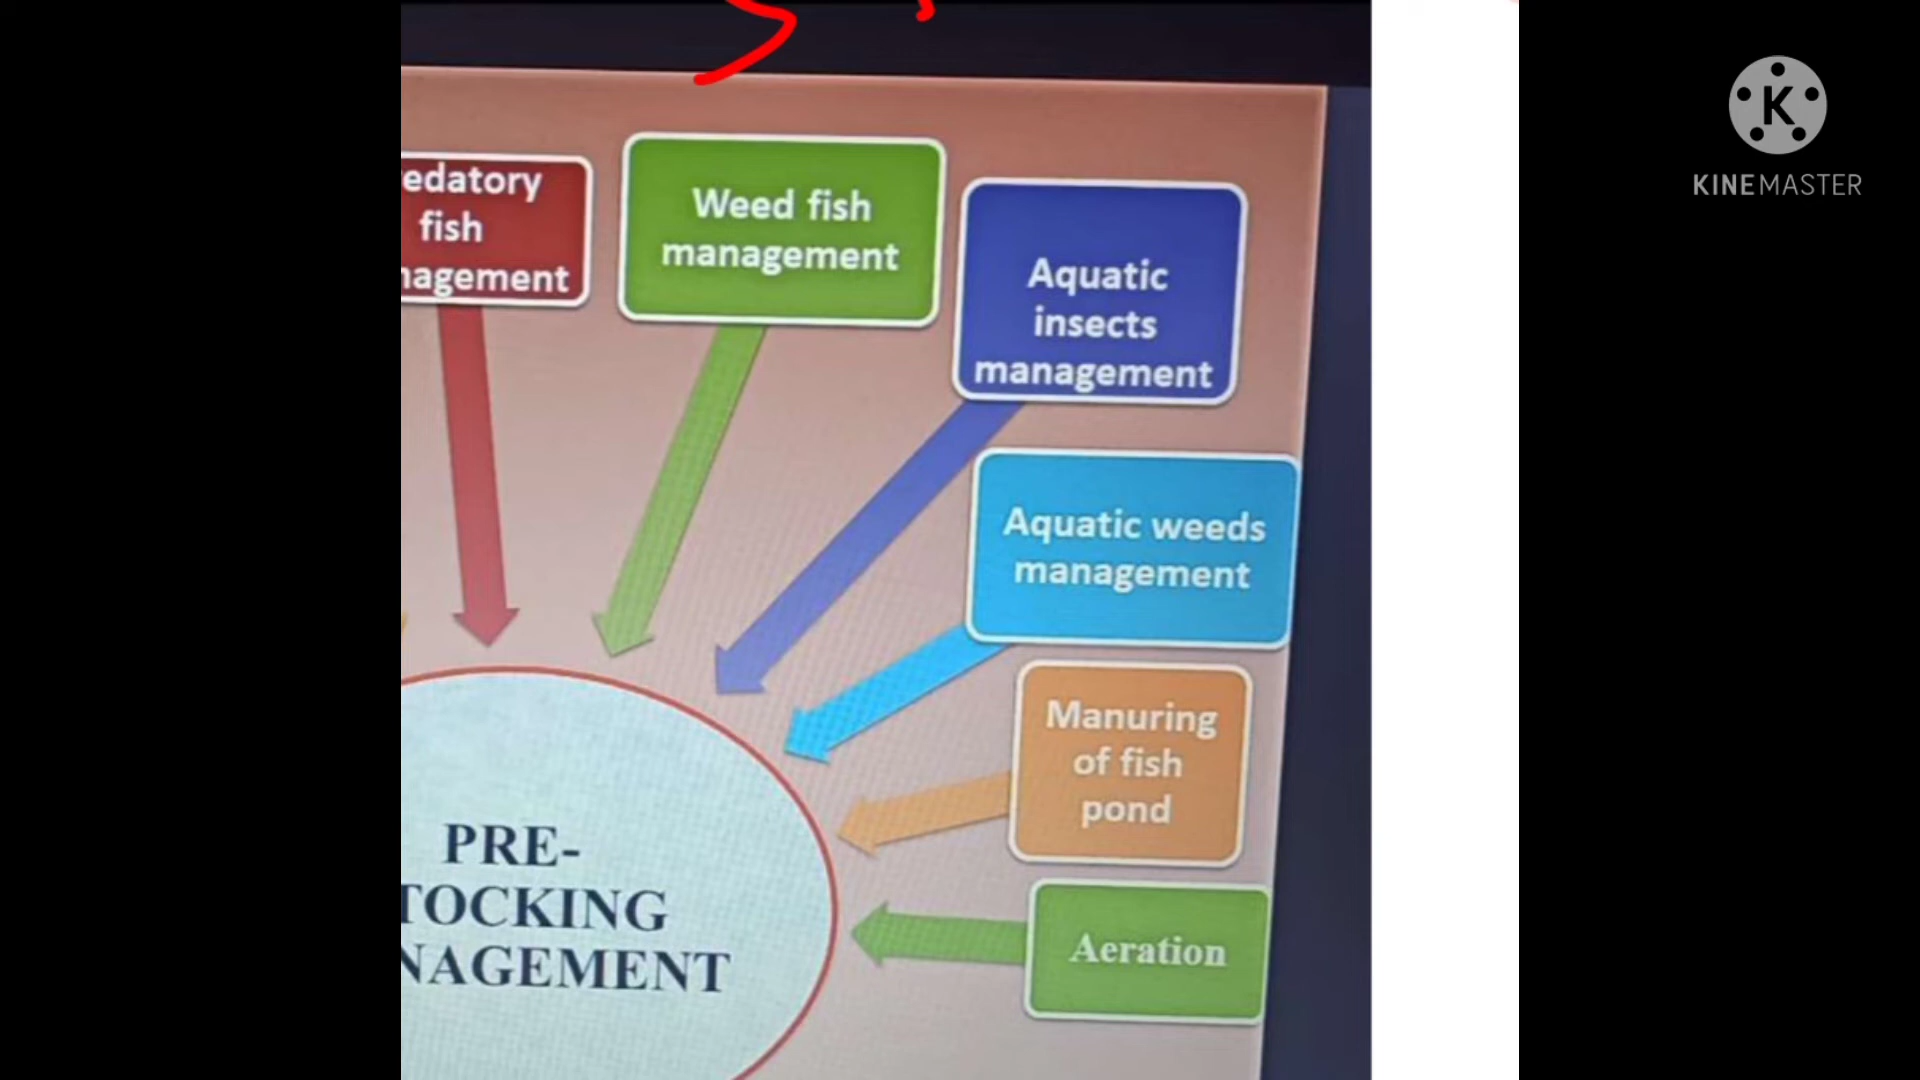 edatory
fish
nagement
Weed fish
management
Aquatic
insects
management
Aquatic weeds
management
Manuring
of fish
pond
Aeration
PRE-
TOCKING
NAGEMENT
KINEMASTER